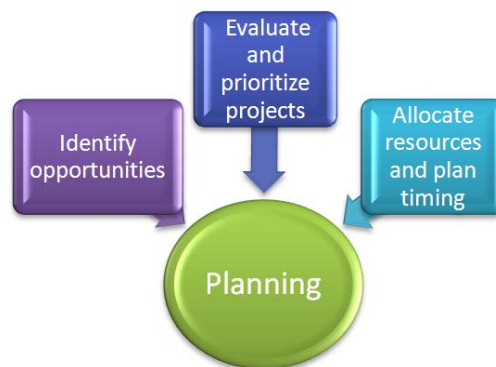 Identify
opportunities
Evaluate
and
prioritize
projects
Allocate
resources
and plan
timing
Planning